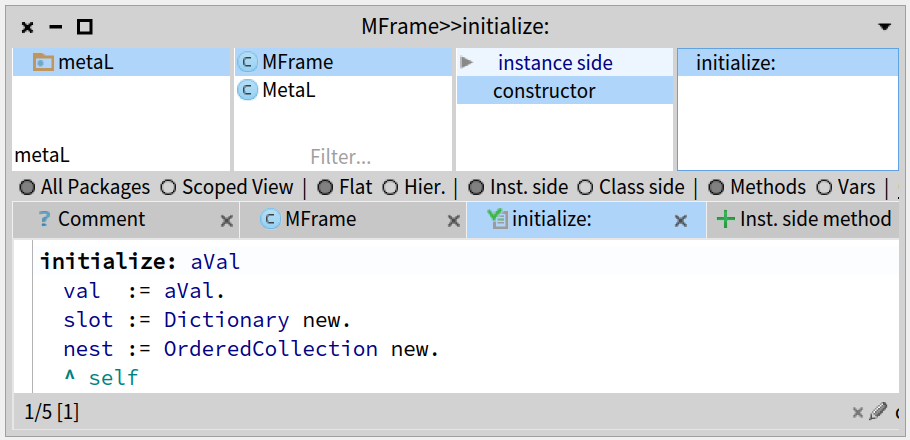 MFrame>>initialize:
metaL
MFrame
instance side
initialize:
MetaL
constructor
metaL
Filter...
All Packages Scoped View | Flat Hier. | Inst. side Class side | Methods Vars |
? Comment MFrame initialize: Inst. side method
initialize: aVal
val := aVal.
slot := Dictionary new.
nest := OrderedCollection new.
^ self
1/5 [1]